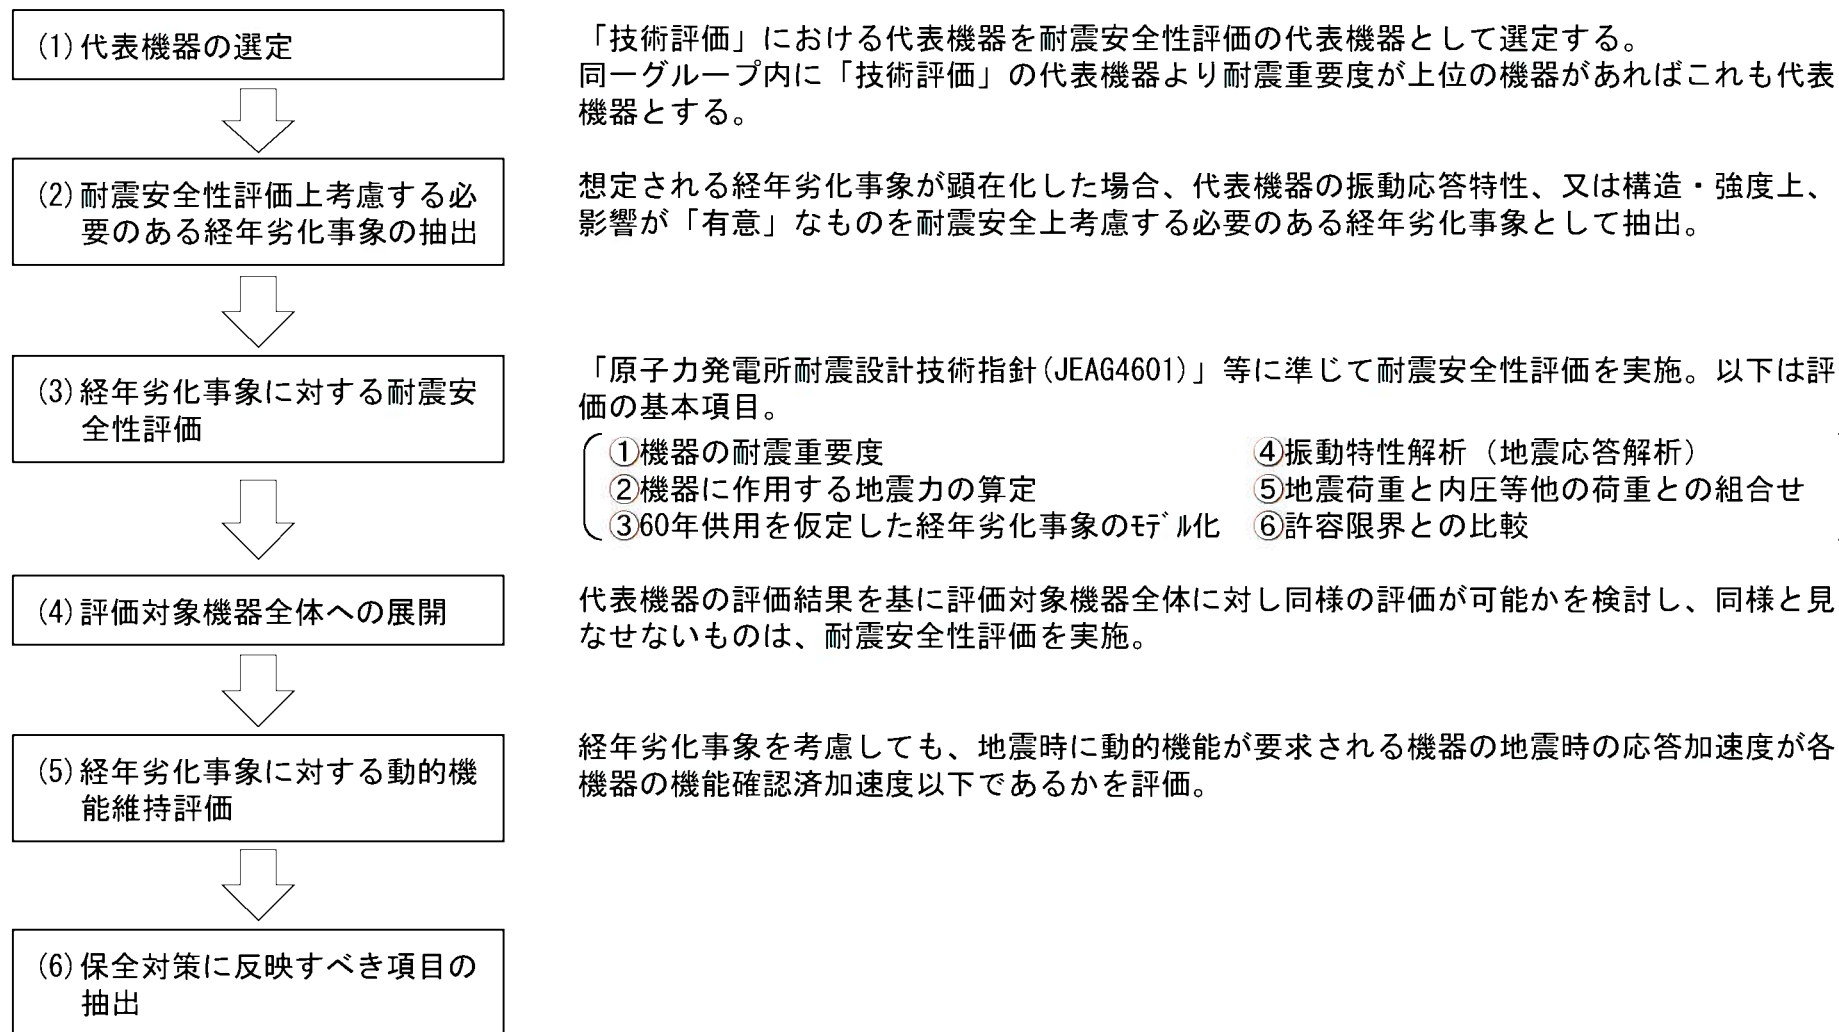 (1)代表機器の選定
「技術評価」における代表機器を耐震安全性評価の代表機器として選定する。
同一グループ内に「技術評価」の代表機器より耐震重要度が上位の機器があればこれも代表
機器とする。
(2)耐震安全性評価上考慮する必
要のある経年劣化事象の抽出
想定される経年劣化事象が顕在化した場合、代表機器の振動応答特性、又は構造・強度上、
影響が「有意」なものを耐震安全上考慮する必要のある経年劣化事象として抽出。
(3)経年劣化事象に対する耐震安
全性評価
「原子力発電所耐震設計技術指針(JEAG4601)」等に準じて耐震安全性評価を実施。以下は評
価の基本項目。
①機器の耐震重要度
②機器に作用する地震力の算定
③60年供用を仮定した経年劣化事象のﾓﾃﾞﾙ化
④振動特性解析（地震応答解析）
⑤地震荷重と内圧等他の荷重との組合せ
⑥許容限界との比較
(4)評価対象機器全体への展開
代表機器の評価結果を基に評価対象機器全体に対し同様の評価が可能かを検討し、同様と見
なせないものは、耐震安全性評価を実施。
(5)経年劣化事象に対する動的機
能維持評価
経年劣化事象を考慮しても、地震時に動的機能が要求される機器の地震時の応答加速度が各
機器の機能確認済加速度以下であるかを評価。
(6)保全対策に反映すべき項目の
抽出